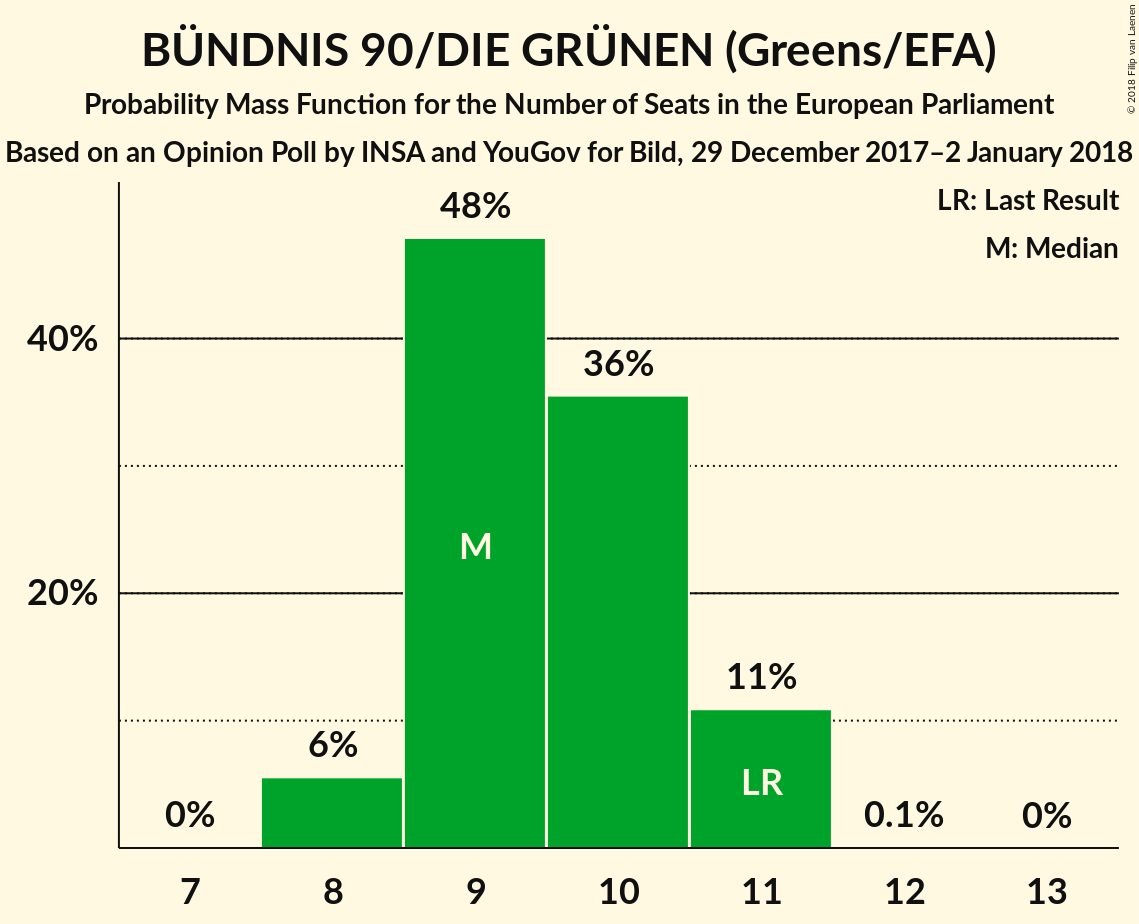 BÜNDNIS 90/DIE GRÜNEN (Greens/EFA)
Probability Mass Function for the Number of Seats in the European Parliament
Based on an Opinion Poll by INSA and YouGov for Bild, 29 December 2017–2 January 2018
© 2018 Filip van Laenen
LR: Last Result
M: Median
48%
40%
36%
M
20%
11%
6%
LR
0%
0.1%
0%
7 8 9 10 11 12 13